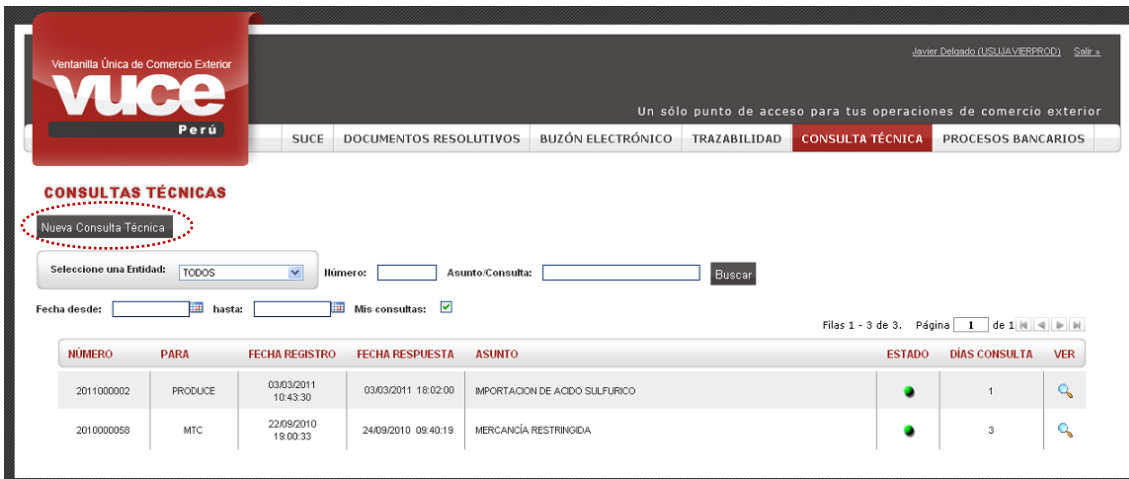 Javier Delgado (USUJAVIERPROD) Salir »
Ventanilla Única de Comercio Exterior
vuce
Perú
Un sólo punto de acceso para tus operaciones de comercio exterior
SUCE DOCUMENTOS RESOLUTIVOS BUZÓN ELECTRÓNICO TRAZABILIDAD CONSULTA TÉCNICA PROCESOS BANCARIOS
CONSULTAS TÉCNICAS
Nueva Consulta Técnica
Seleccione una Entidad: TODOS Número: Asunto/Consulta: Buscar
Fecha desde: hasta: Mis consultas:
Filas 1 - 3 de 3. Página 1 de 1
NÚMERO PARA FECHA REGISTRO FECHA RESPUESTA ASUNTO ESTADO DÍAS CONSULTA VER
2011000002 PRODUCE 03/03/2011 10:43:30 03/03/2011 18:02:00 IMPORTACION DE ACIDO SULFURICO 1
2010000058 MTC 22/09/2010 19:00:33 24/09/2010 09:40:19 MERCANCÍA RESTRINGIDA 3